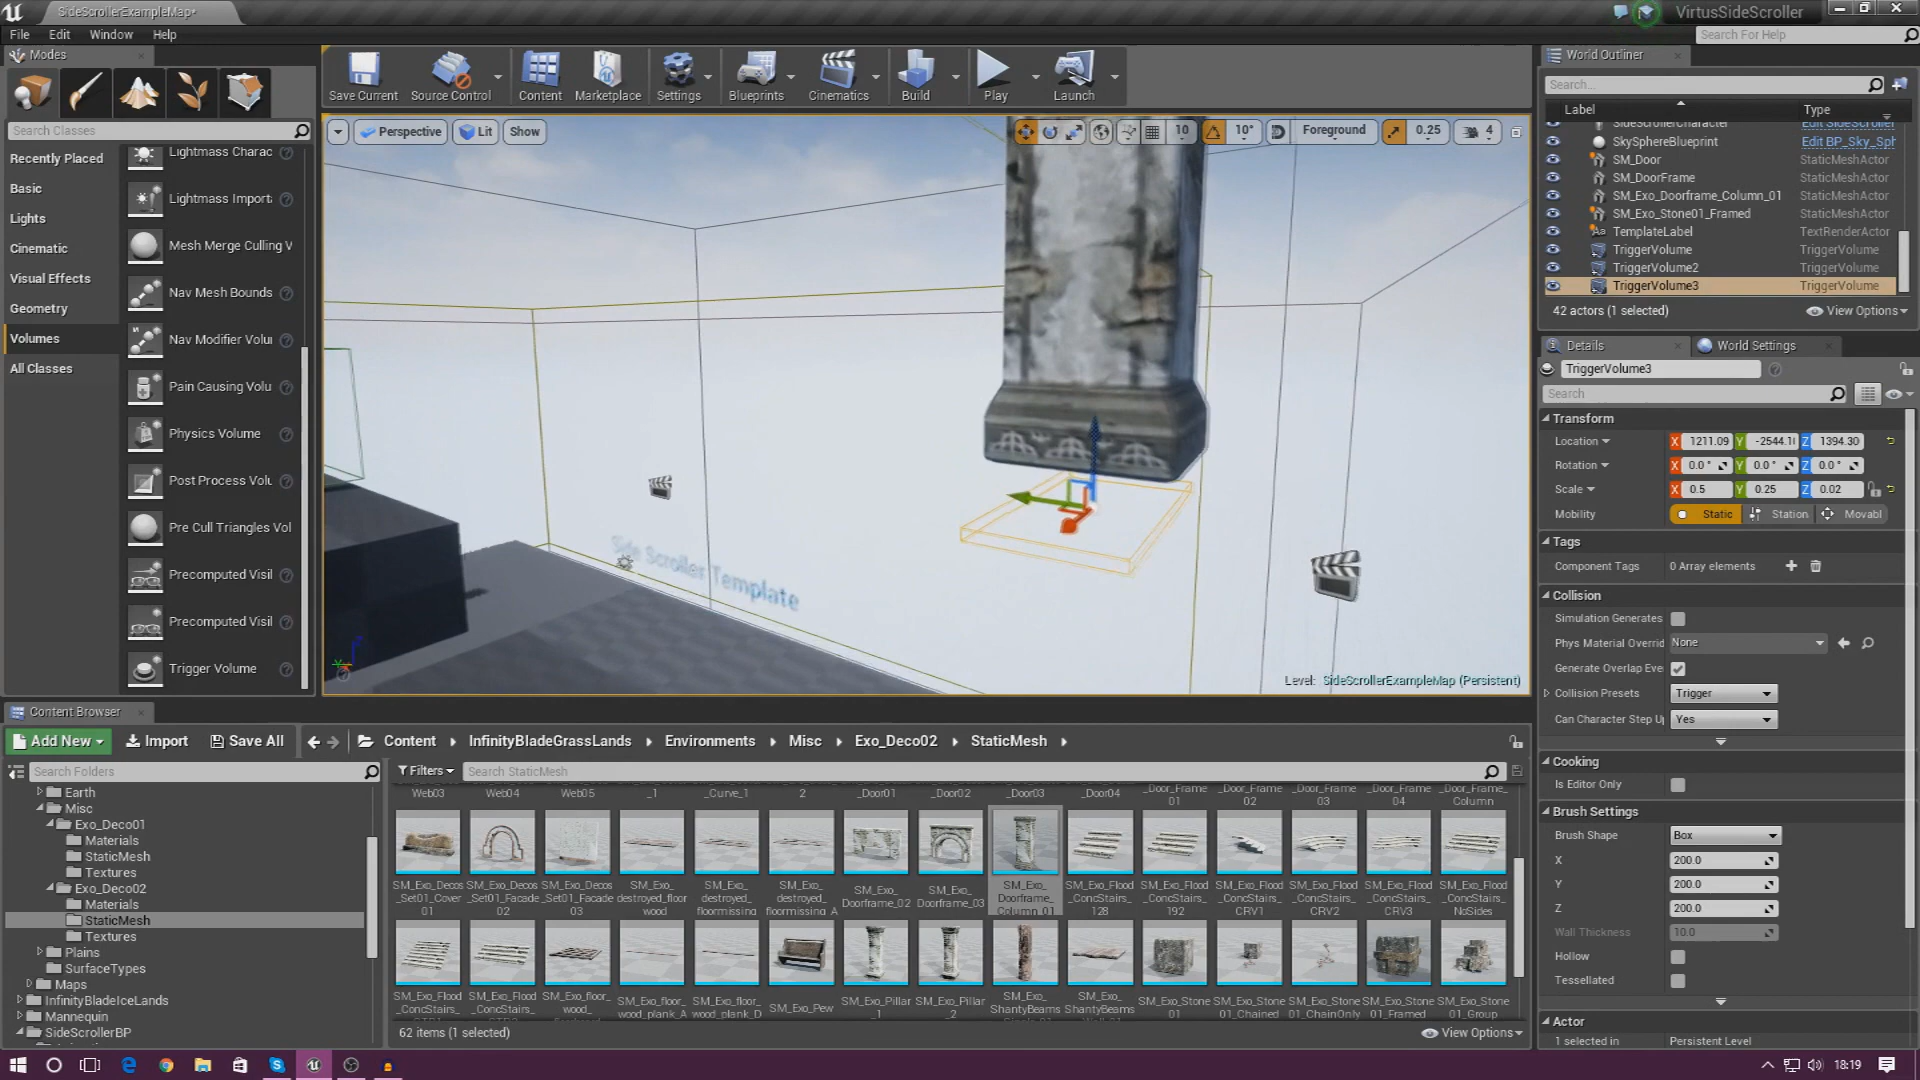 SideScrollerExampleMap*
VirtusSideScroller
File Edit Window Help
Search For Help
Modes
Search Classes
Recently Placed
Basic
Lights
Cinematic
Visual Effects
Geometry
Volumes
All Classes
Lightmass Charac
Lightmass Import
Mesh Merge Culling V
Nav Mesh Bounds
Nav Modifier Volu
Pain Causing Volu
Physics Volume
Post Process Volu
Pre Cull Triangles Vol
Precomputed Visil
Precomputed Visil
Trigger Volume
Save Current Source Control Content Marketplace Settings Blueprints Cinematics Build Play Launch
Perspective Lit Show
10 10° Foreground 0.25 4
Side Scroller Template
Level: SideScrollerExampleMap (Persistent)
World Outliner
Search...
Label Type
SideScrollerCharacter Edit SideScroller
SkySphereBlueprint Edit BP_Sky_Sph
SM_Door StaticMeshActor
SM_DoorFrame StaticMeshActor
SM_Exo_Doorframe_Column_01 StaticMeshActor
SM_Exo_Stone01_Framed StaticMeshActor
TemplateLabel TextRenderActor
TriggerVolume TriggerVolume
TriggerVolume2 TriggerVolume
TriggerVolume3 TriggerVolume
42 actors (1 selected) View Options
Details World Settings
TriggerVolume3
Search
Transform
Location X 1211.09 Y -2544.1 Z 1394.30
Rotation X 0.0 ° Y 0.0 ° Z 0.0 °
Scale X 0.5 Y 0.25 Z 0.02
Mobility Static Station Movabl
Tags
Component Tags 0 Array elements
Collision
Simulation Generates
Phys Material Overrid None
Generate Overlap Eve
Collision Presets Trigger
Can Character Step U Yes
Cooking
Is Editor Only
Brush Settings
Brush Shape Box
X 200.0
Y 200.0
Z 200.0
Wall Thickness 10.0
Hollow
Tessellated
Actor
1 selected in Persistent Level
Content Browser
Add New Import Save All Content InfinityBladeGrassLands Environments Misc Exo_Deco02 StaticMesh
Search Folders
Filters Search StaticMesh
Earth
Misc
Exo_Deco01
Materials
StaticMesh
Textures
Exo_Deco02
Materials
StaticMesh
Textures
Plains
SurfaceTypes
Maps
InfinityBladeIceLands
Mannequin
SideScrollerBP
Web03 Web04 Web05 _1 _Curve_1 2 _Door01 _Door02 _Door03 _Door04 _Door_Frame _Door_Frame _Door_Frame _Door_Frame _Door_Frame_
01 02 03 04 Column
SM_Exo_Decos SM_Exo_Decos SM_Exo_Decos SM_Exo_ SM_Exo_ SM_Exo_ SM_Exo_ SM_Exo_ SM_Exo_ SM_Exo_Flood SM_Exo_Flood SM_Exo_Flood SM_Exo_Flood SM_Exo_Flood SM_Exo_Flood
_Set01_Cover _Set01_Facade _Set01_Facade destroyed_floor destroyed_ destroyed_ Doorframe_02 Doorframe_03 Doorframe_ _ConcStairs_ _ConcStairs_ _ConcStairs_ _ConcStairs_ _ConcStairs_ _ConcStairs_
01 02 03 wood floormissing floormissing_A Column_01 128 192 CRV1 CRV2 CRV3 NoSides
SM_Exo_Flood SM_Exo_Flood SM_Exo_floor_ SM_Exo_floor_ SM_Exo_floor_ SM_Exo_Pew SM_Exo_Pillar SM_Exo_Pillar SM_Exo_ SM_Exo_ SM_Exo_Stone SM_Exo_Stone SM_Exo_Stone SM_Exo_Stone SM_Exo_Stone
_ConcStairs_ _ConcStairs_ wood_ wood_plank_A wood_plank_D _1 _2 ShantyBeams ShantyBeams 01 01_Chained 01_ChainOnly 01_Framed 01_Group
62 items (1 selected) View Options
18:19